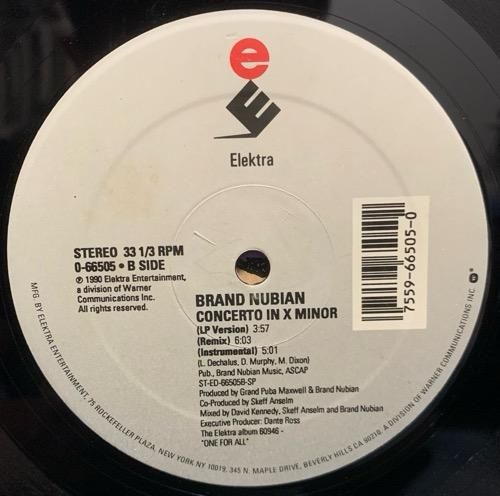 e
E
Elektra
STEREO 33 1/3 RPM
0-66505 • B SIDE
℗ 1990 Elektra Entertainment,
a division of Warner
Communications Inc.
All rights reserved.
7559-66505-0
BRAND NUBIAN
CONCERTO IN X MINOR
(LP Version) 3:57
(Remix) 6:03
(Instrumental) 5:01
(L. Dechalus, D. Murphy, M. Dixon)
Pub., Brand Nubian Music, ASCAP
ST-ED-66505B-SP
Produced by Grand Puba Maxwell & Brand Nubian
Co-Produced by Skeff Anselm
Mixed by David Kennedy, Skeff Anselm and Brand Nubian
Executive Producer: Dante Ross
The Elektra album 60946 -
"ONE FOR ALL"
MFG. BY ELEKTRA ENTERTAINMENT, 75 ROCKEFELLER PLAZA, NEW YORK NY 10019, 345 N. MAPLE DRIVE, BEVERLY HILLS CA 90210, A DIVISION OF WARNER COMMUNICATIONS INC.